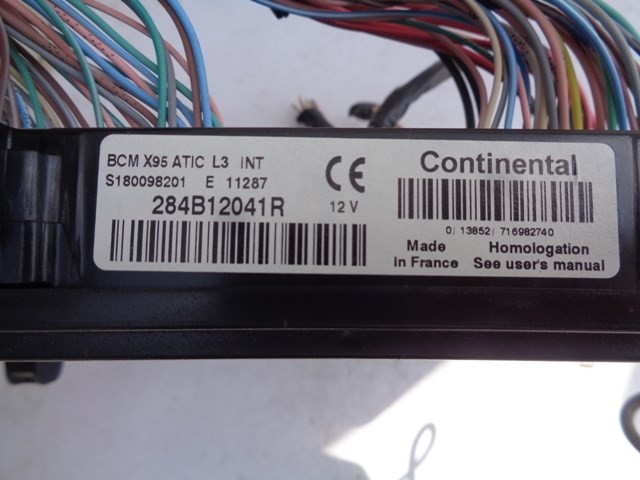 BCM X95 ATIC L3 INT
S180098201 E 11287
284B12041R
CE
12 V
Continental
0/ 13852/ 716982740
Made in France
Homologation
See user's manual